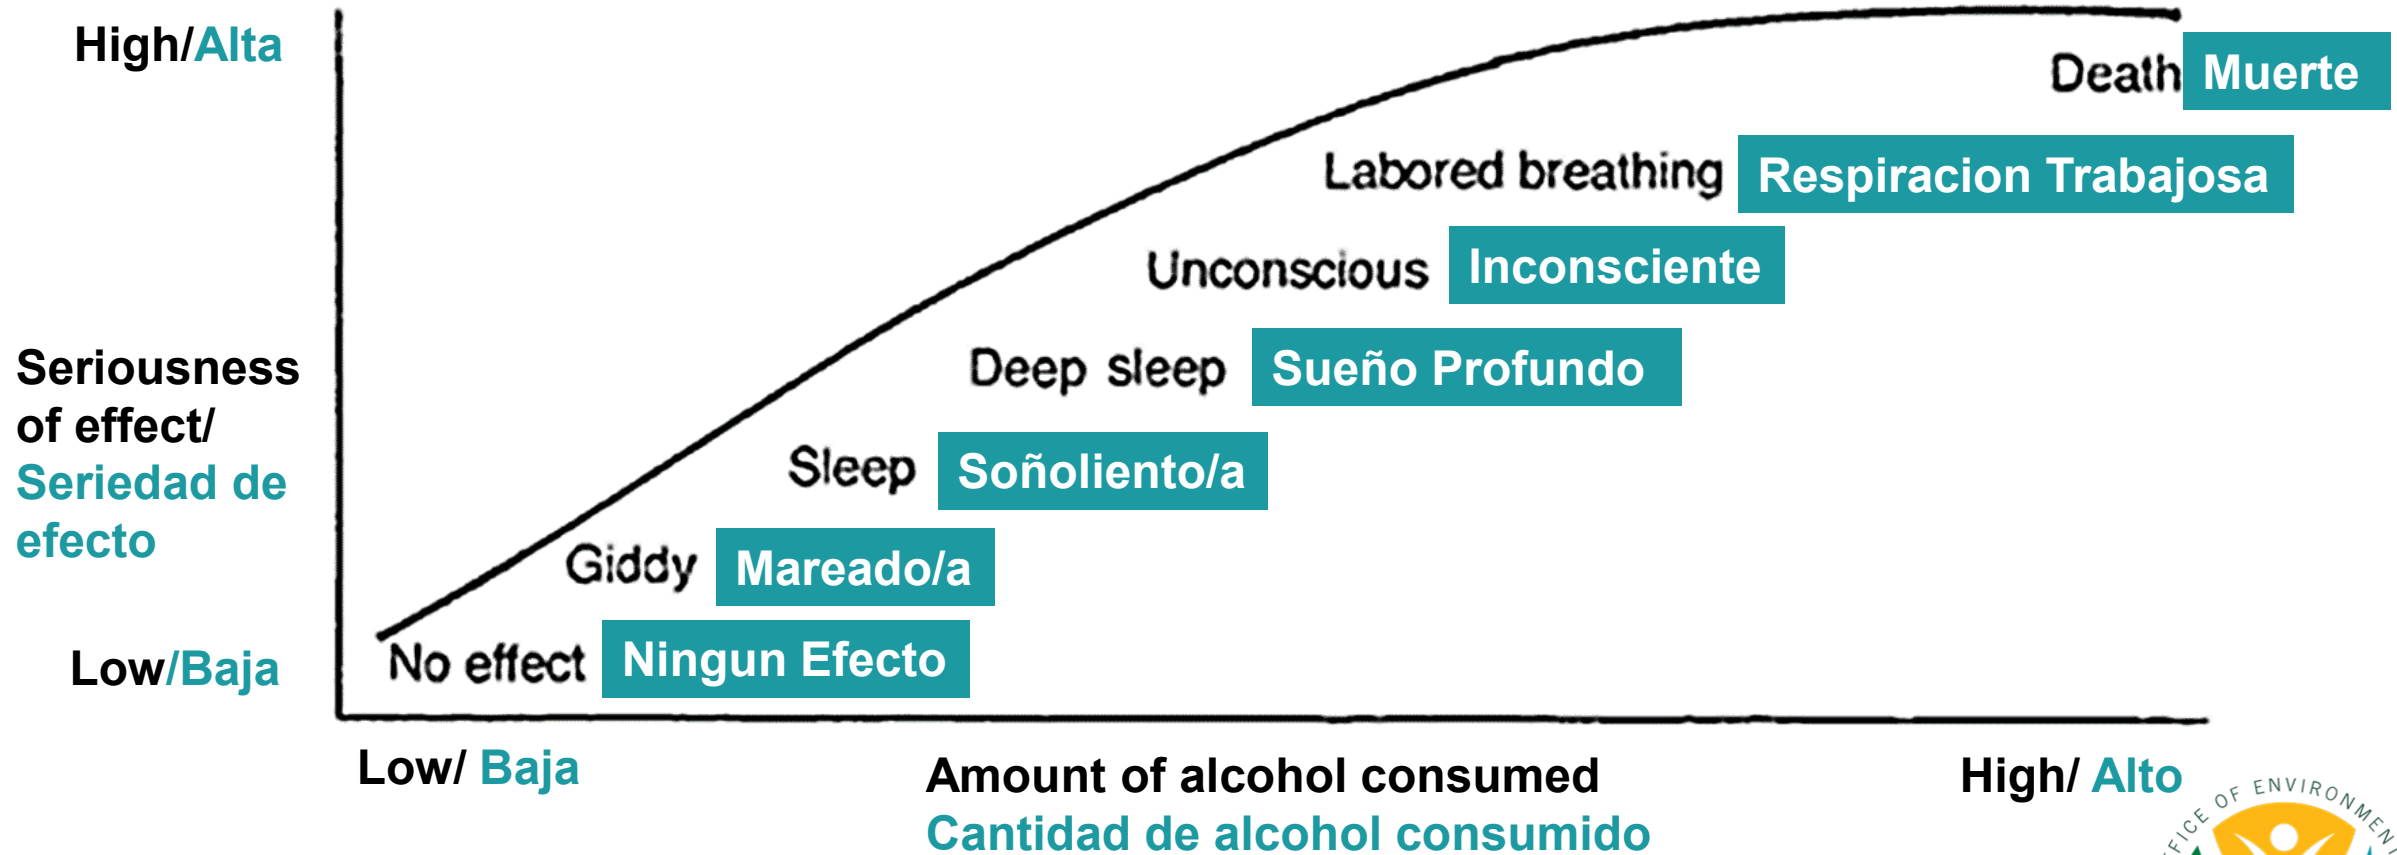 High/Alta
Death Muerte
Labored breathing Respiracion Trabajosa
Unconscious Inconsciente
Seriousness
of effect/
Seriedad de
efecto
Deep sleep Sueño Profundo
Sleep Soñoliento/a
Giddy Mareado/a
Low/Baja
No effect Ningun Efecto
Low/ Baja
Amount of alcohol consumed
Cantidad de alcohol consumido
High/ Alto
OF ENVIRONMEN